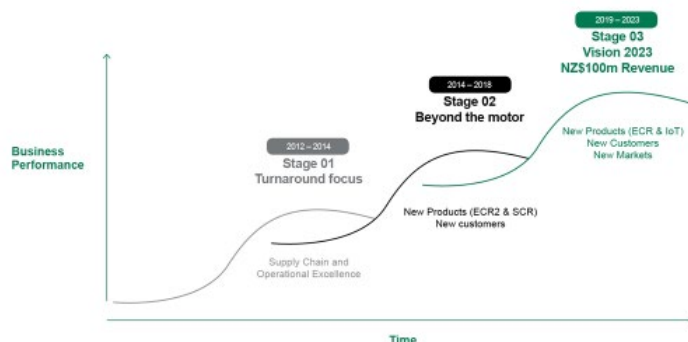 2019 – 2023
Stage 03
Vision 2023
NZ$100m Revenue
2014 – 2018
Stage 02
Beyond the motor
New Products (ECR & IoT)
New Customers
New Markets
2012 – 2014
Stage 01
Turnaround focus
Business
Performance
New Products (ECR2 & SCR)
New customers
Supply Chain and
Operational Excellence
Time